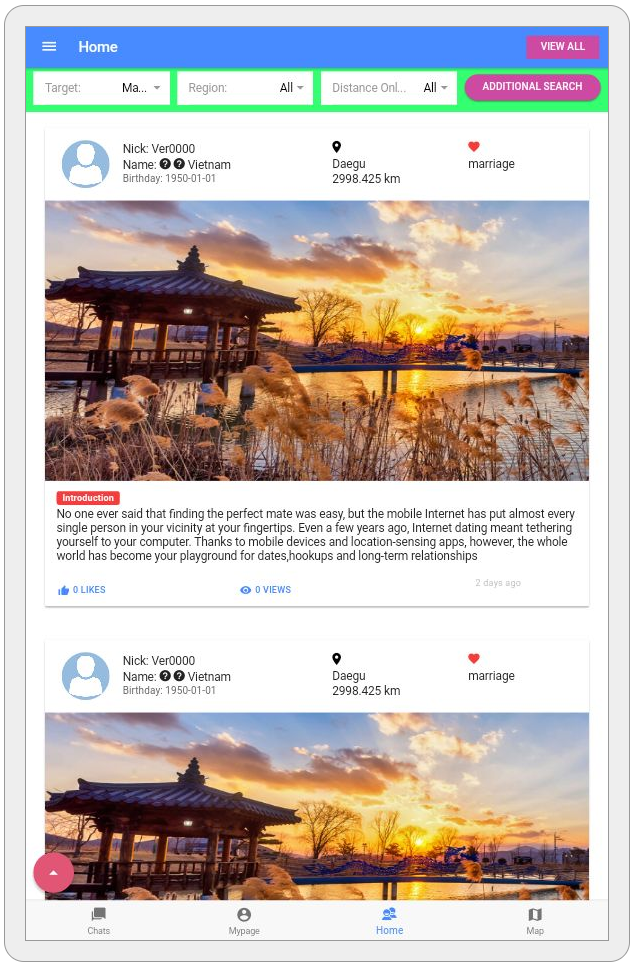 Home
VIEW ALL
Target: Ma...
Region: All
Distance Onl... All
ADDITIONAL SEARCH
Nick: Ver0000
Name: ? ? Vietnam
Birthday: 1950-01-01
Daegu
2998.425 km
marriage
Introduction
No one ever said that finding the perfect mate was easy, but the mobile Internet has put almost every
single person in your vicinity at your fingertips. Even a few years ago, Internet dating meant tethering
yourself to your computer. Thanks to mobile devices and location-sensing apps, however, the whole
world has become your playground for dates,hookups and long-term relationships
0 LIKES
0 VIEWS
2 days ago
Nick: Ver0000
Name: ? ? Vietnam
Birthday: 1950-01-01
Daegu
2998.425 km
marriage
Chats
Mypage
Home
Map